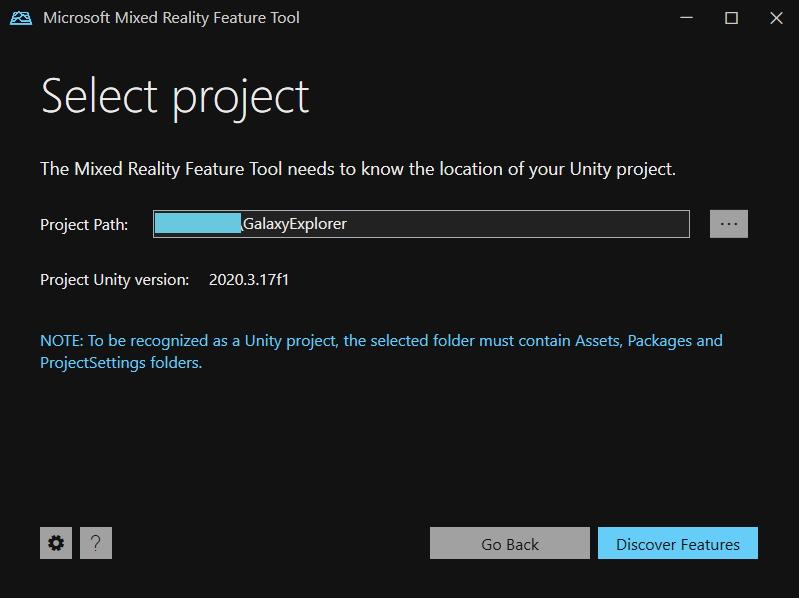 Microsoft Mixed Reality Feature Tool
Select project
The Mixed Reality Feature Tool needs to know the location of your Unity project.
Project Path:
\GalaxyExplorer
...
Project Unity version:
2020.3.17f1
NOTE: To be recognized as a Unity project, the selected folder must contain Assets, Packages and
ProjectSettings folders.
?
Go Back
Discover Features